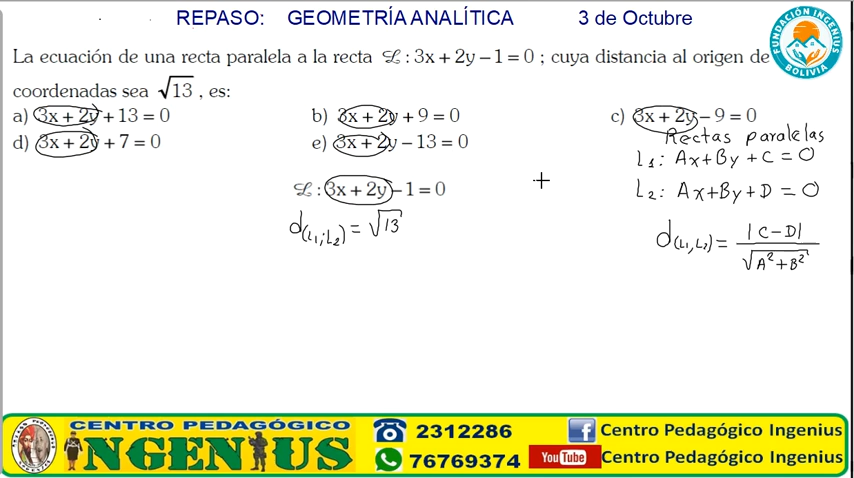 REPASO: GEOMETRÍA ANALÍTICA 3 de Octubre
FUNDACIÓN INGENIUS
BOLIVIA
La ecuación de una recta paralela a la recta ℒ : 3x + 2y − 1 = 0 ; cuya distancia al origen de
coordenadas sea √13 , es:
a) 3x + 2y + 13 = 0 b) 3x + 2y + 9 = 0 c) 3x + 2y − 9 = 0
d) 3x + 2y + 7 = 0 e) 3x + 2y − 13 = 0
Rectas paralelas
L1: Ax+By+C=0
ℒ : 3x + 2y − 1 = 0
L2: Ax+By+D=0
d(L1;L2) = √13
d(L1,L2) = |C−D| / √A²+B²
CENTRO PEDAGÓGICO
INGENIUS
2312286
76769374
Centro Pedagógico Ingenius
YouTube Centro Pedagógico Ingenius